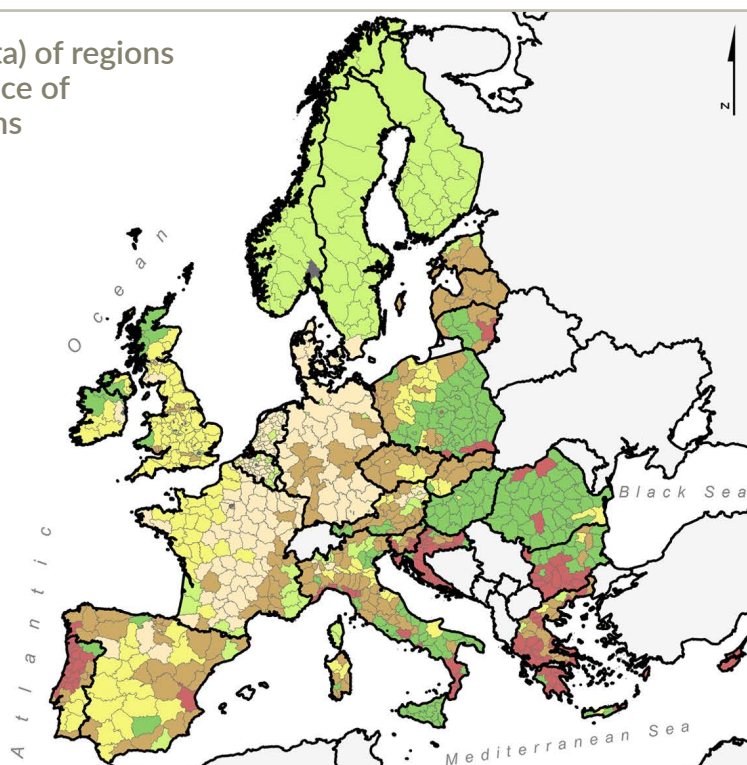 ta) of regions
ce of
ns
N
Atlantic
Ocean
Black Sea
Mediterranean Sea